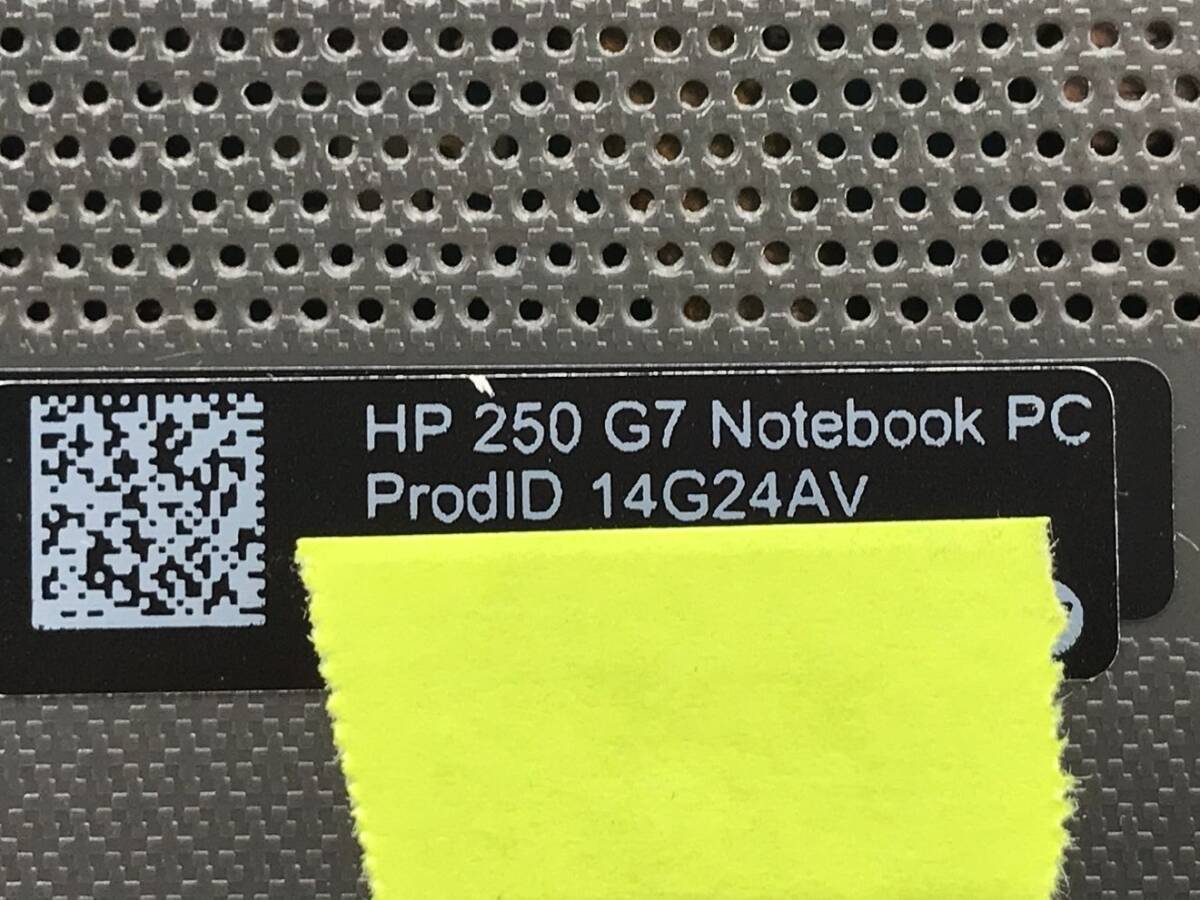 HP 250 G7 Notebook PC
ProdID 14G24AV